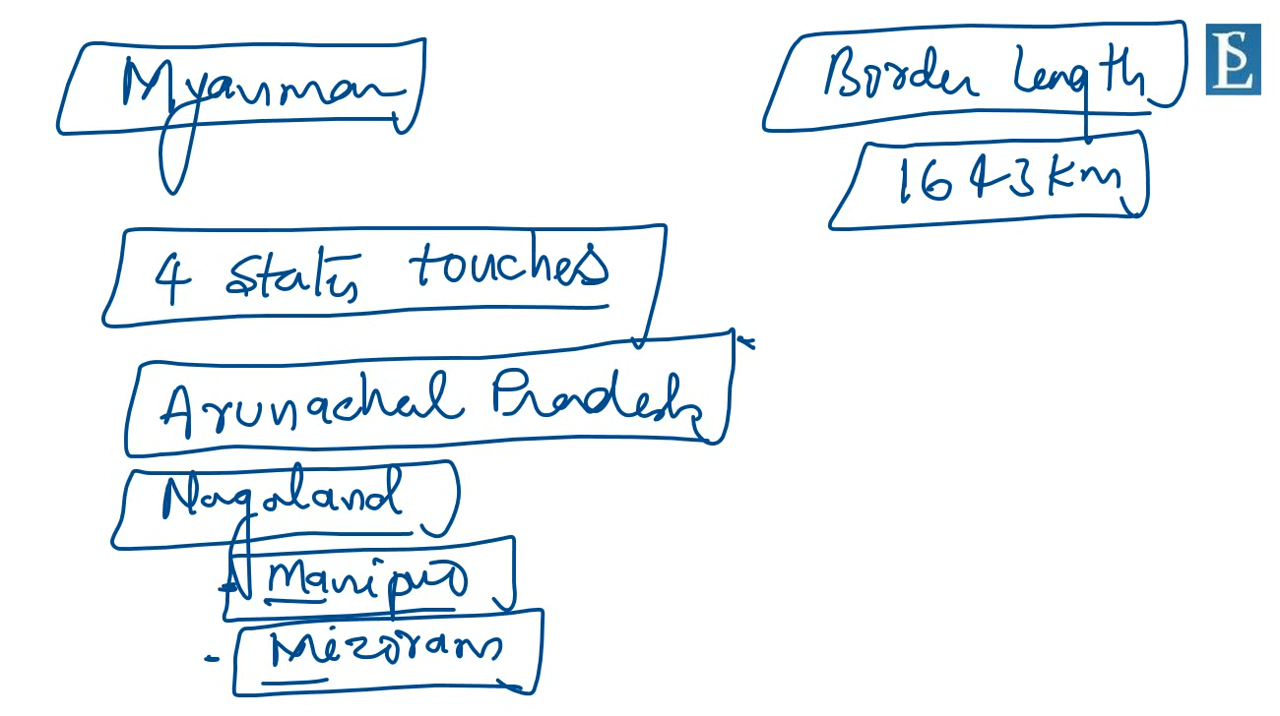 Myanmar
Border Length
1643 km
4 States touches
Arunachal Pradesh
Nagaland
- Manipur
- Mizoram